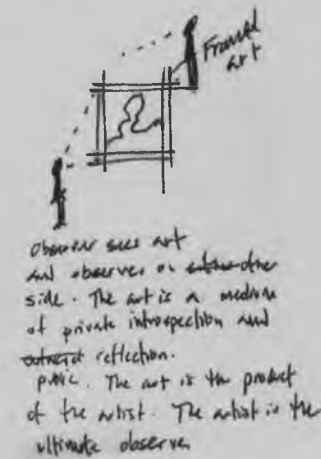 Framed
art
Observer sees art
and observes on either other
side. The art is a medium
of private introspection and
reflection.
public. The art is the product
of the artist. The artist is the
ultimate observer